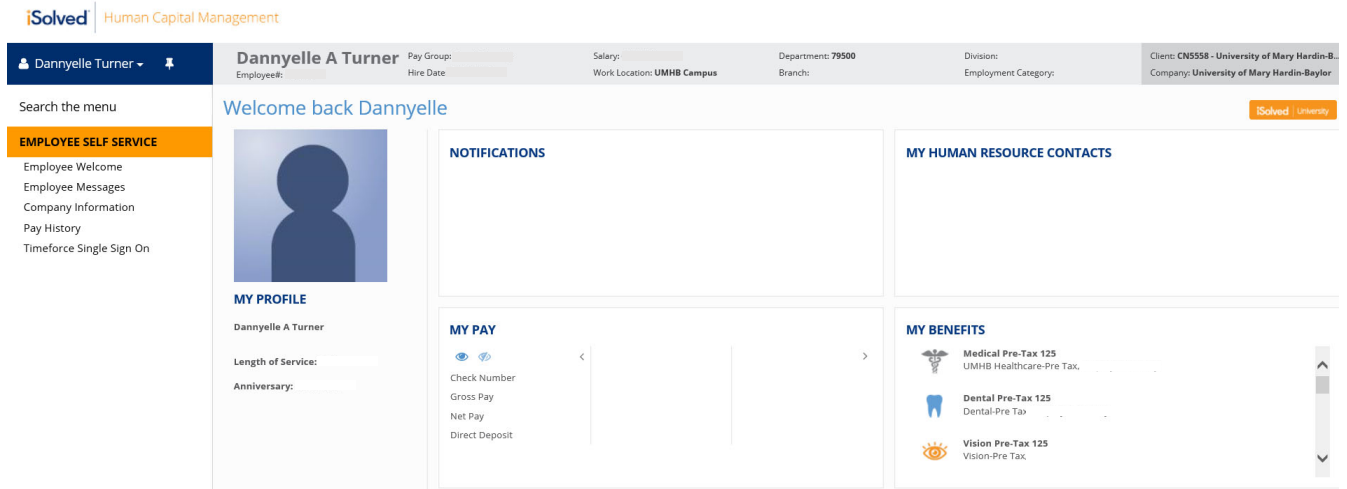 iSolved Human Capital Management
Dannyelle Turner
Dannyelle A Turner
Employee#:
Pay Group:
Hire Date
Salary:
Work Location: UMHB Campus
Department: 79500
Branch:
Division:
Employment Category:
Client: CN5558 - University of Mary Hardin-B...
Company: University of Mary Hardin-Baylor
Search the menu
EMPLOYEE SELF SERVICE
Employee Welcome
Employee Messages
Company Information
Pay History
Timeforce Single Sign On
Welcome back Dannyelle
iSolved University
MY PROFILE
Dannyelle A Turner
Length of Service:
Anniversary:
NOTIFICATIONS
MY HUMAN RESOURCE CONTACTS
MY PAY
Check Number
Gross Pay
Net Pay
Direct Deposit
MY BENEFITS
Medical Pre-Tax 125
UMHB Healthcare-Pre Tax,
Dental Pre-Tax 125
Dental-Pre Tax
Vision Pre-Tax 125
Vision-Pre Tax,